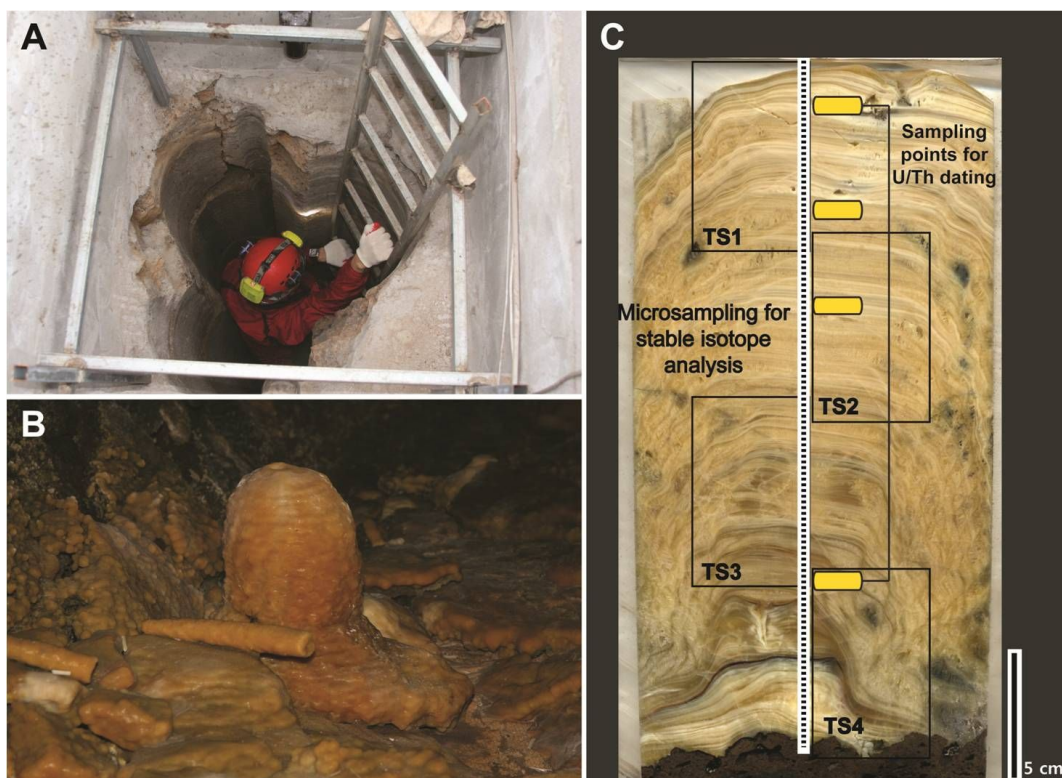 A
B
C
Sampling
points for
U/Th dating
TS1
Microsampling for
stable isotope
analysis
TS2
TS3
TS4
5 cm